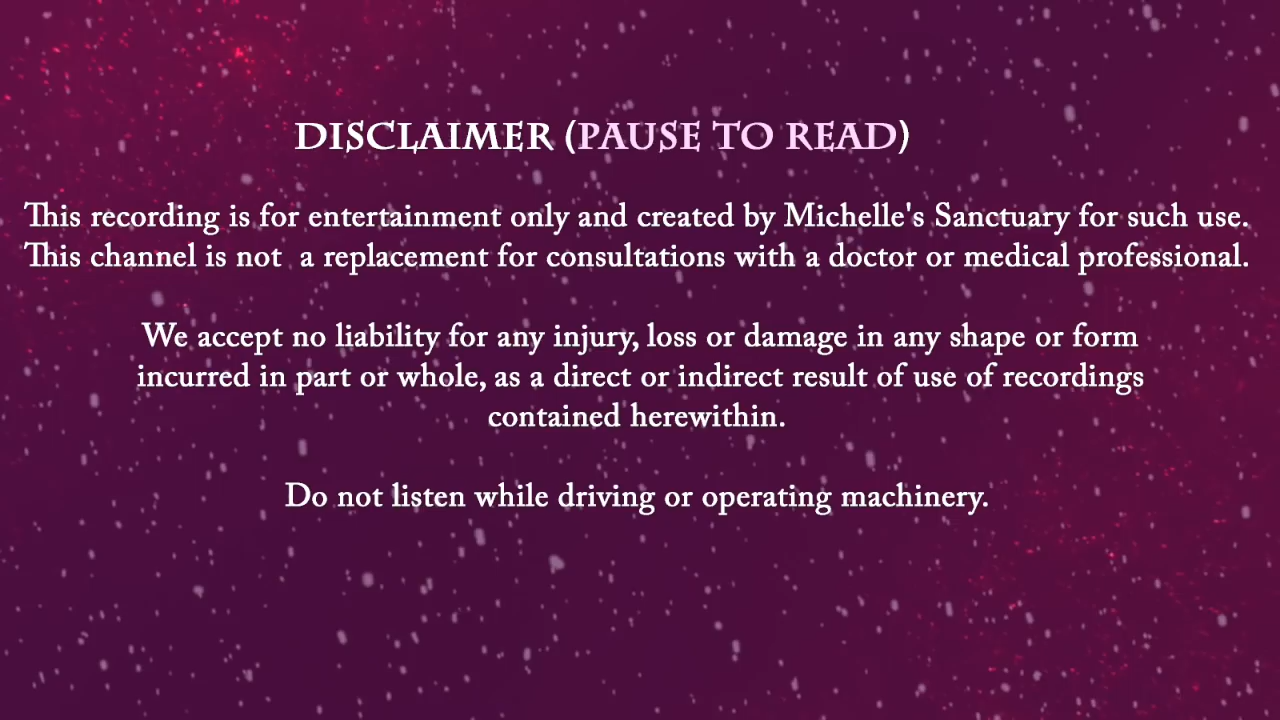 DISCLAIMER (PAUSE TO READ)
This recording is for entertainment only and created by Michelle's Sanctuary for such use.
This channel is not a replacement for consultations with a doctor or medical professional.
We accept no liability for any injury, loss or damage in any shape or form
incurred in part or whole, as a direct or indirect result of use of recordings
contained herewithin.
Do not listen while driving or operating machinery.